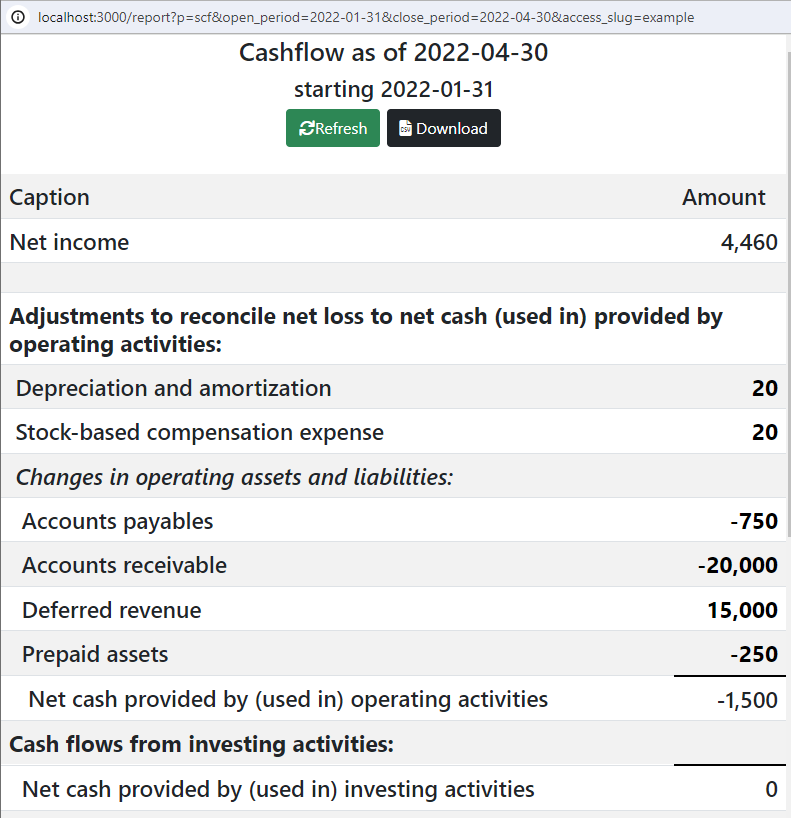 localhost:3000/report?p=scf&open_period=2022-01-31&close_period=2022-04-30&access_slug=example
Cashflow as of 2022-04-30
starting 2022-01-31
Refresh
CSV Download
Caption Amount
Net income 4,460
Adjustments to reconcile net loss to net cash (used in) provided by
operating activities:
Depreciation and amortization 20
Stock-based compensation expense 20
Changes in operating assets and liabilities:
Accounts payables -750
Accounts receivable -20,000
Deferred revenue 15,000
Prepaid assets -250
Net cash provided by (used in) operating activities -1,500
Cash flows from investing activities:
Net cash provided by (used in) investing activities 0